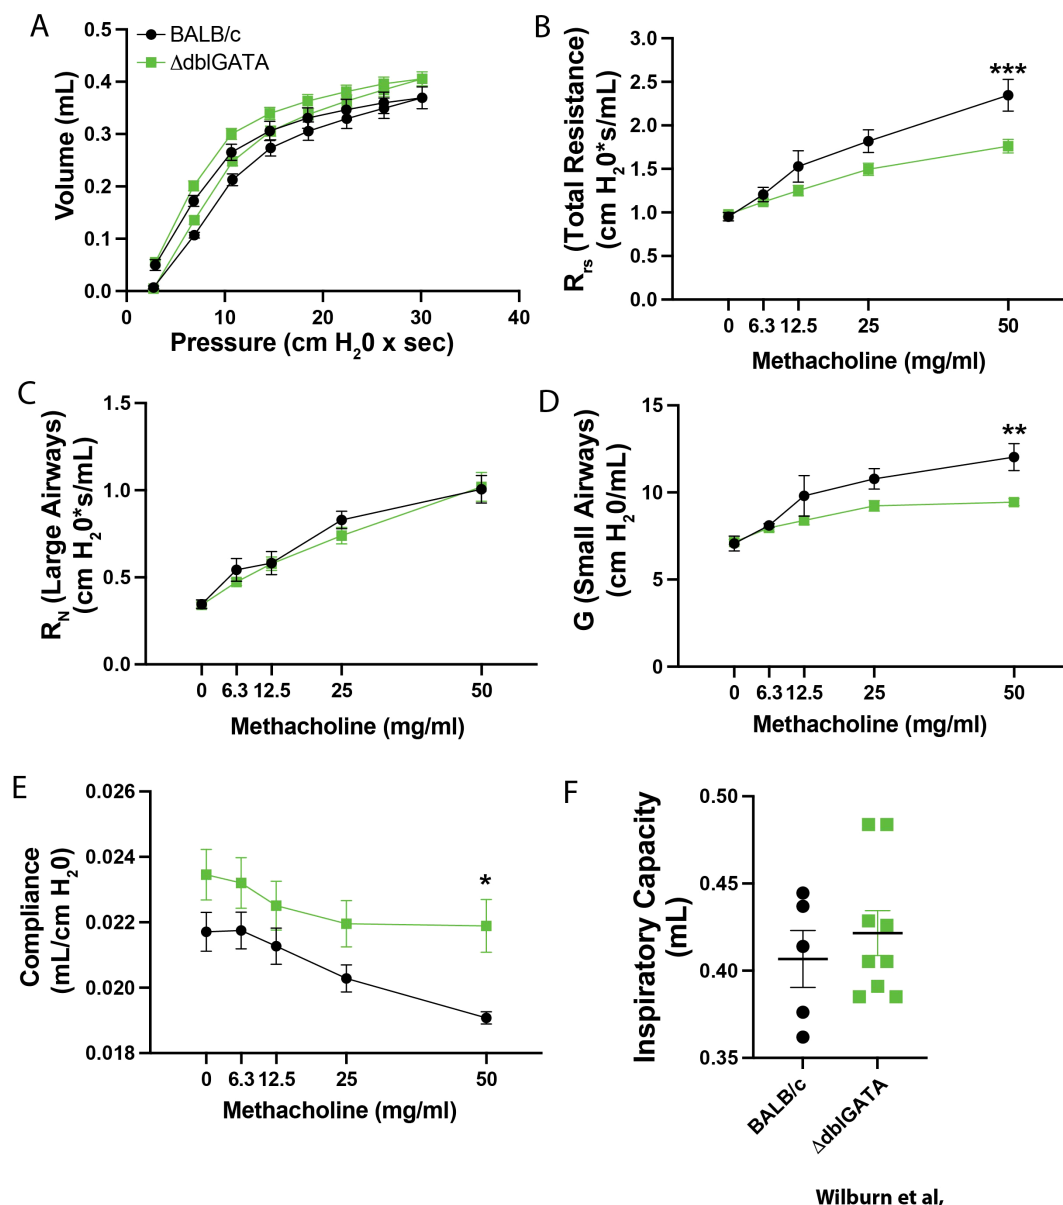 A
BALB/c
ΔdblGATA
0.5
0.4
0.3
0.2
0.1
0.0
Volume (mL)
0 10 20 30 40
Pressure (cm H₂0 x sec)
B
3.0
2.5
2.0
1.5
1.0
0.5
0.0
Rrs (Total Resistance)
(cm H₂0*s/mL)
***
0 6.3 12.5 25 50
Methacholine (mg/ml)
C
1.5
1.0
0.5
0.0
RN (Large Airways)
(cm H₂0*s/mL)
0 6.3 12.5 25 50
Methacholine (mg/ml)
D
15
10
5
0
G (Small Airways)
(cm H₂0/mL)
**
0 6.3 12.5 25 50
Methacholine (mg/ml)
E
0.026
0.024
0.022
0.020
0.018
Compliance
(mL/cm H₂0)
*
0 6.3 12.5 25 50
Methacholine (mg/ml)
F
0.50
0.45
0.40
0.35
Inspiratory Capacity
(mL)
BALB/c
ΔdblGATA
Wilburn et al,